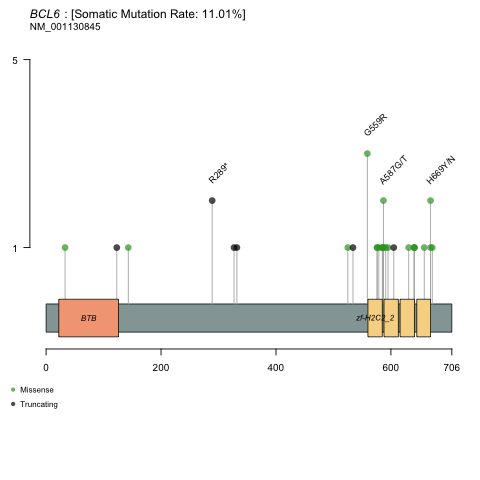 BCL6 : [Somatic Mutation Rate: 11.01%]
NM_001130845
5
G559R
A587G/T
H669Y/N
R289*
1
BTB
zf-H2C2_2
0 200 400 600 706
Missense
Truncating